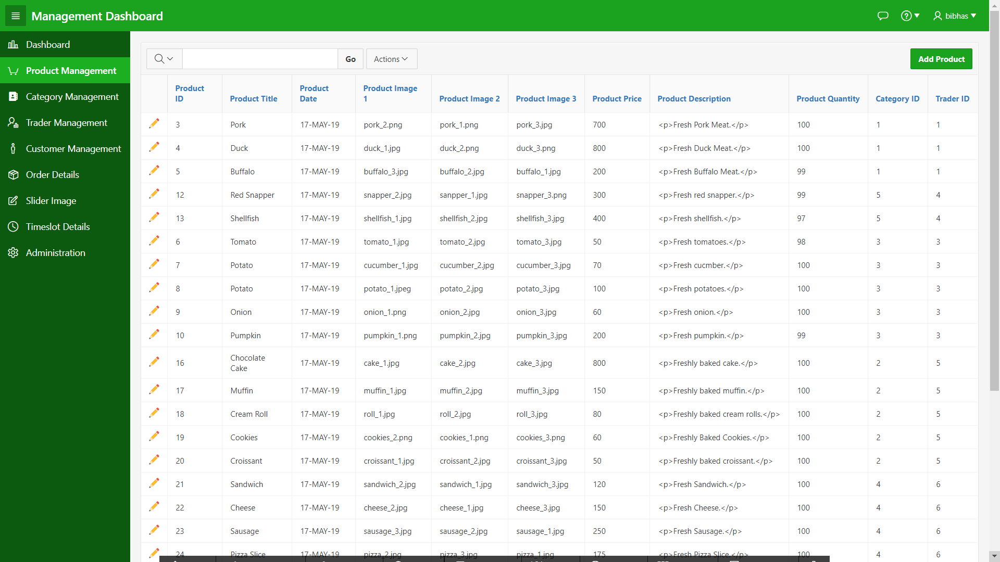 Management Dashboard
bibhas
Dashboard
Product Management
Category Management
Trader Management
Customer Management
Order Details
Slider Image
Timeslot Details
Administration
Go Actions Add Product
Product ID Product Title Product Date Product Image 1 Product Image 2 Product Image 3 Product Price Product Description Product Quantity Category ID Trader ID
3 Pork 17-MAY-19 pork_2.png pork_1.png pork_3.jpg 700 <p>Fresh Pork Meat.</p> 100 1 1
4 Duck 17-MAY-19 duck_1.jpg duck_2.png duck_3.png 800 <p>Fresh Duck Meat.</p> 100 1 1
5 Buffalo 17-MAY-19 buffalo_3.jpg buffalo_2.jpg buffalo_1.jpg 200 <p>Fresh Buffalo Meat.</p> 99 1 1
12 Red Snapper 17-MAY-19 snapper_2.jpg sanpper_1.jpg snapper_3.png 300 <p>Fresh red snapper.</p> 99 5 4
13 Shellfish 17-MAY-19 shellfish_1.jpg shellfish_2.jpg shellfish_3.jpg 400 <p>Fresh shellfish.</p> 97 5 4
6 Tomato 17-MAY-19 tomato_1.jpg tomato_2.jpg tomato_3.jpg 50 <p>Fresh tomatoes.</p> 98 3 3
7 Potato 17-MAY-19 cucumber_1.jpg cucumber_2.jpg cucumber_3.jpg 70 <p>Fresh cucmber.</p> 100 3 3
8 Potato 17-MAY-19 potato_1.jpeg potato_2.jpg potato_3.jpg 100 <p>Fresh potatoes.</p> 100 3 3
9 Onion 17-MAY-19 onion_1.png onion_2.jpg onion_3.jpg 60 <p>Fresh onion.</p> 100 3 3
10 Pumpkin 17-MAY-19 pumpkin_1.png pumpkin_2.jpg pumpkin_3.jpg 200 <p>Fresh pumpkin.</p> 99 3 3
16 Chocolate Cake 17-MAY-19 cake_1.jpg cake_2.jpg cake_3.jpg 800 <p>Freshly baked cake.</p> 100 2 5
17 Muffin 17-MAY-19 muffin_1.jpg muffin_2.jpg muffin_3.jpg 150 <p>Freshly baked muffin.</p> 100 2 5
18 Cream Roll 17-MAY-19 roll_1.jpg roll_2.jpg roll_3.jpg 80 <p>Freshly baked cream rolls.</p> 100 2 5
19 Cookies 17-MAY-19 cookies_2.png cookies_1.png cookies_3.png 60 <p>Freshly Baked Cookies.</p> 100 2 5
20 Croissant 17-MAY-19 croissant_1.jpg croissant_2.jpg croissant_3.jpg 50 <p>Freshly baked croissant.</p> 100 2 5
21 Sandwich 17-MAY-19 sandwich_2.jpg sandwich_1.jpg sandwich_3.jpg 120 <p>Fresh Sandwich.</p> 100 4 6
22 Cheese 17-MAY-19 cheese_2.jpg cheese_1.jpg cheese_3.jpg 150 <p>Fresh Cheese.</p> 100 4 6
23 Sausage 17-MAY-19 sausage_3.jpg sausage_2.jpg sausage_1.jpg 250 <p>Fresh Sausage.</p> 100 4 6
24 Pizza Slice 17-MAY-19 pizza_2.jpg pizza_3.jpg pizza_1.jpg 175 <p>Fresh Pizza Slice.</p> 100 4 6